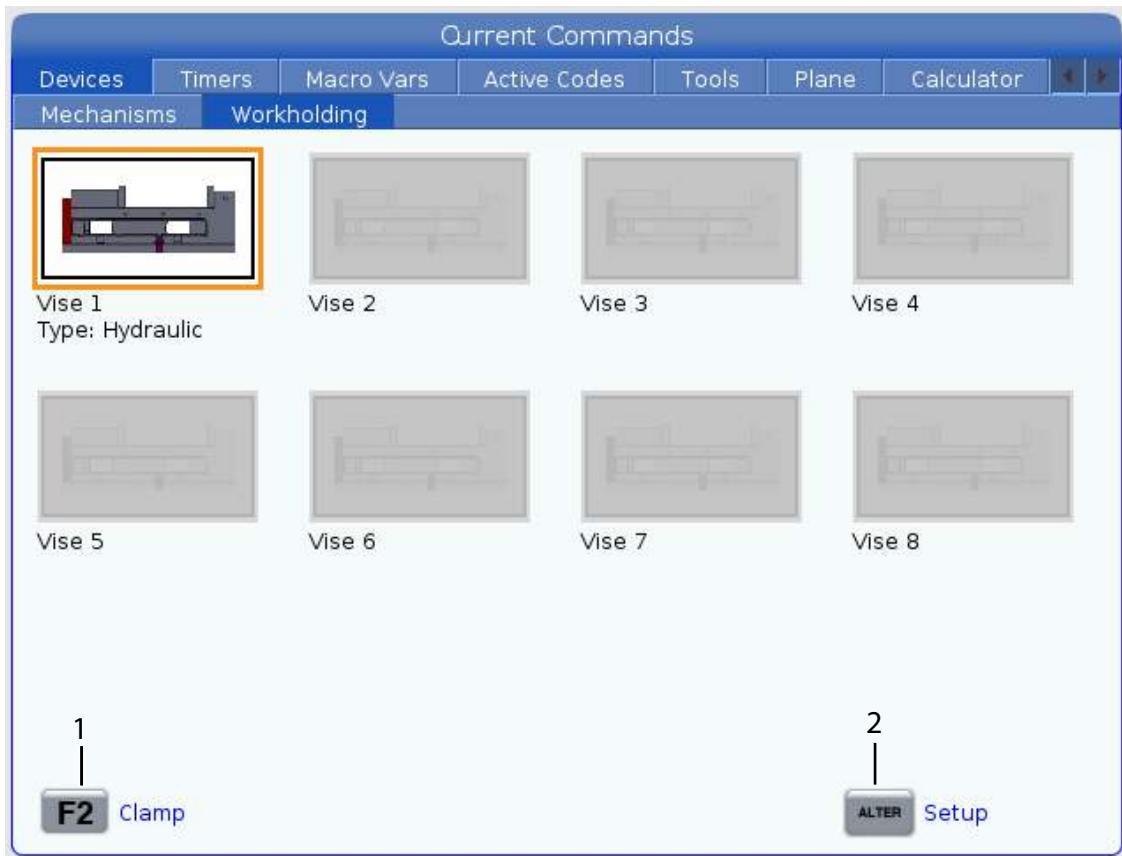 Current Commands
Devices Timers Macro Vars Active Codes Tools Plane Calculator
Mechanisms Workholding
Vise 1 Vise 2 Vise 3 Vise 4
Type: Hydraulic
Vise 5 Vise 6 Vise 7 Vise 8
1 2
F2 Clamp ALTER Setup